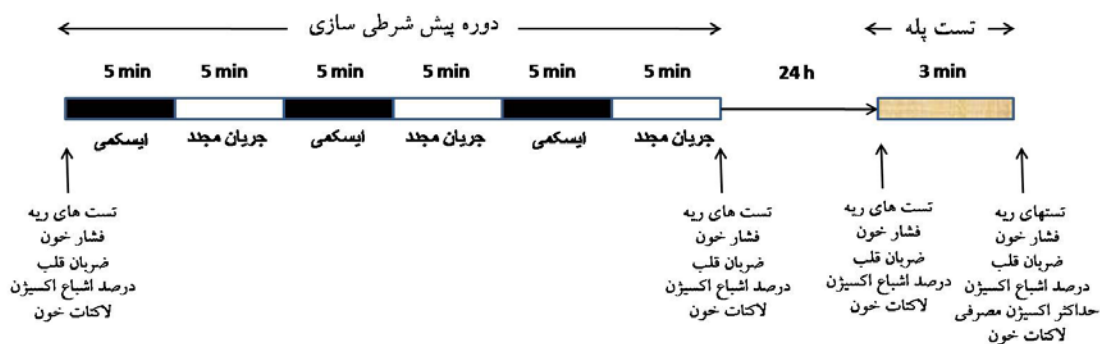 دوره پیش شرطی سازی
تست پله
5 min 5 min 5 min 5 min 5 min 5 min 24 h 3 min
ایسکمی جریان مجدد ایسکمی جریان مجدد ایسکمی جریان مجدد
تست های ریه
فشار خون
ضربان قلب
درصد اشباع اکسیژن
لاکتات خون
تست های ریه
فشار خون
ضربان قلب
درصد اشباع اکسیژن
لاکتات خون
تست های ریه
فشار خون
ضربان قلب
درصد اشباع اکسیژن
لاکتات خون
تستهای ریه
فشار خون
ضربان قلب
درصد اشباع اکسیژن
حداکثر اکسیژن مصرفی
لاکتات خون